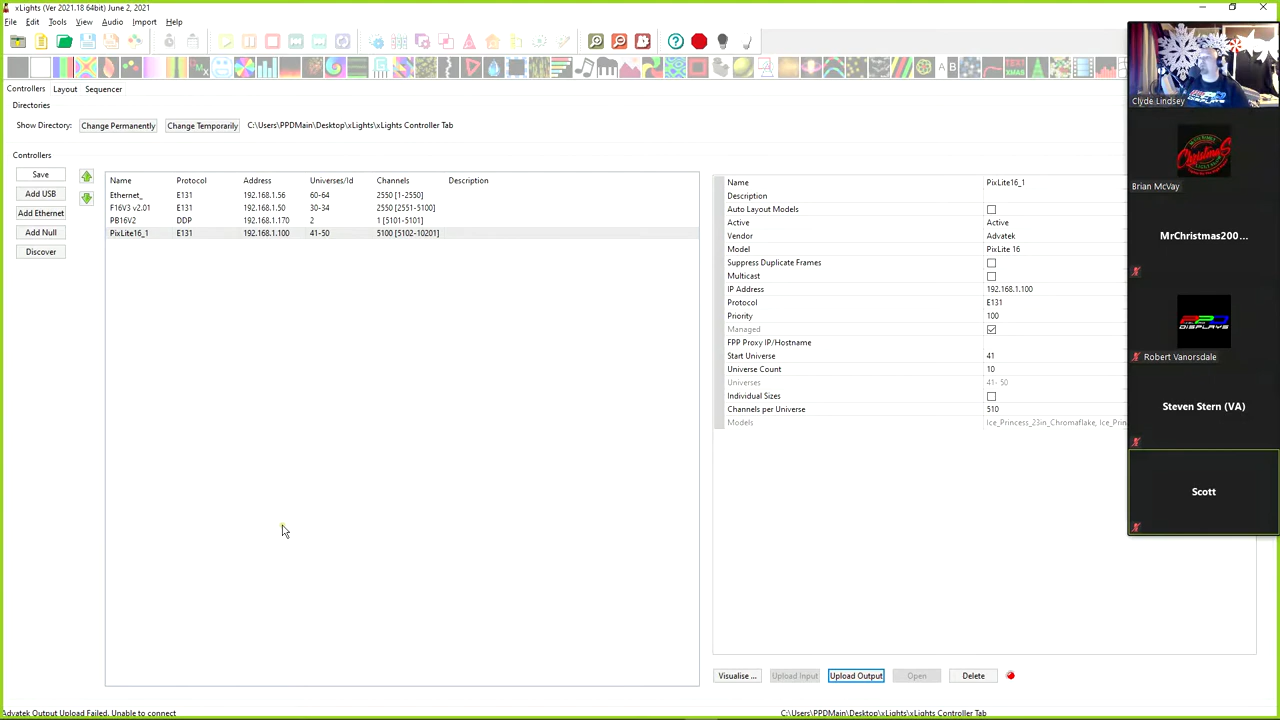 xLights (Ver 2021.18 64bit) June 2, 2021
File Edit Tools View Audio Import Help
Controllers Layout Sequencer
Directories
Show Directory: Change Permanently Change Temporarily C:\Users\PPDMain\Desktop\xLights\xLights Controller Tab
Controllers
Save
Add USB
Add Ethernet
Add Null
Discover
Name Protocol Address Universes/Id Channels Description
Ethernet_ E131 192.168.1.56 60-64 2550 [1-2550]
F16V3 v2.01 E131 192.168.1.50 30-34 2550 [2551-5100]
PB16V2 DDP 192.168.1.170 2 1 [5101-5101]
PixLite16_1 E131 192.168.1.100 41-50 5100 [5102-10201]
Name PixLite16_1
Description
Auto Layout Models
Active Active
Vendor Advatek
Model PixLite 16
Suppress Duplicate Frames
Multicast
IP Address 192.168.1.100
Protocol E131
Priority 100
Managed
FPP Proxy IP/Hostname
Start Universe 41
Universe Count 10
Universes 41- 50
Individual Sizes
Channels per Universe 510
Models Ice_Princess_23in_Chromaflake, Ice_Prin
Visualise ... Upload Input Upload Output Open Delete
Advatek Output Upload Failed. Unable to connect C:\Users\PPDMain\Desktop\xLights\xLights Controller Tab
Clyde Lindsey
Christmas
Brian McVay
MrChristmas200...
PPD
DISPLAYS
Robert Vanorsdale
Steven Stern (VA)
Scott